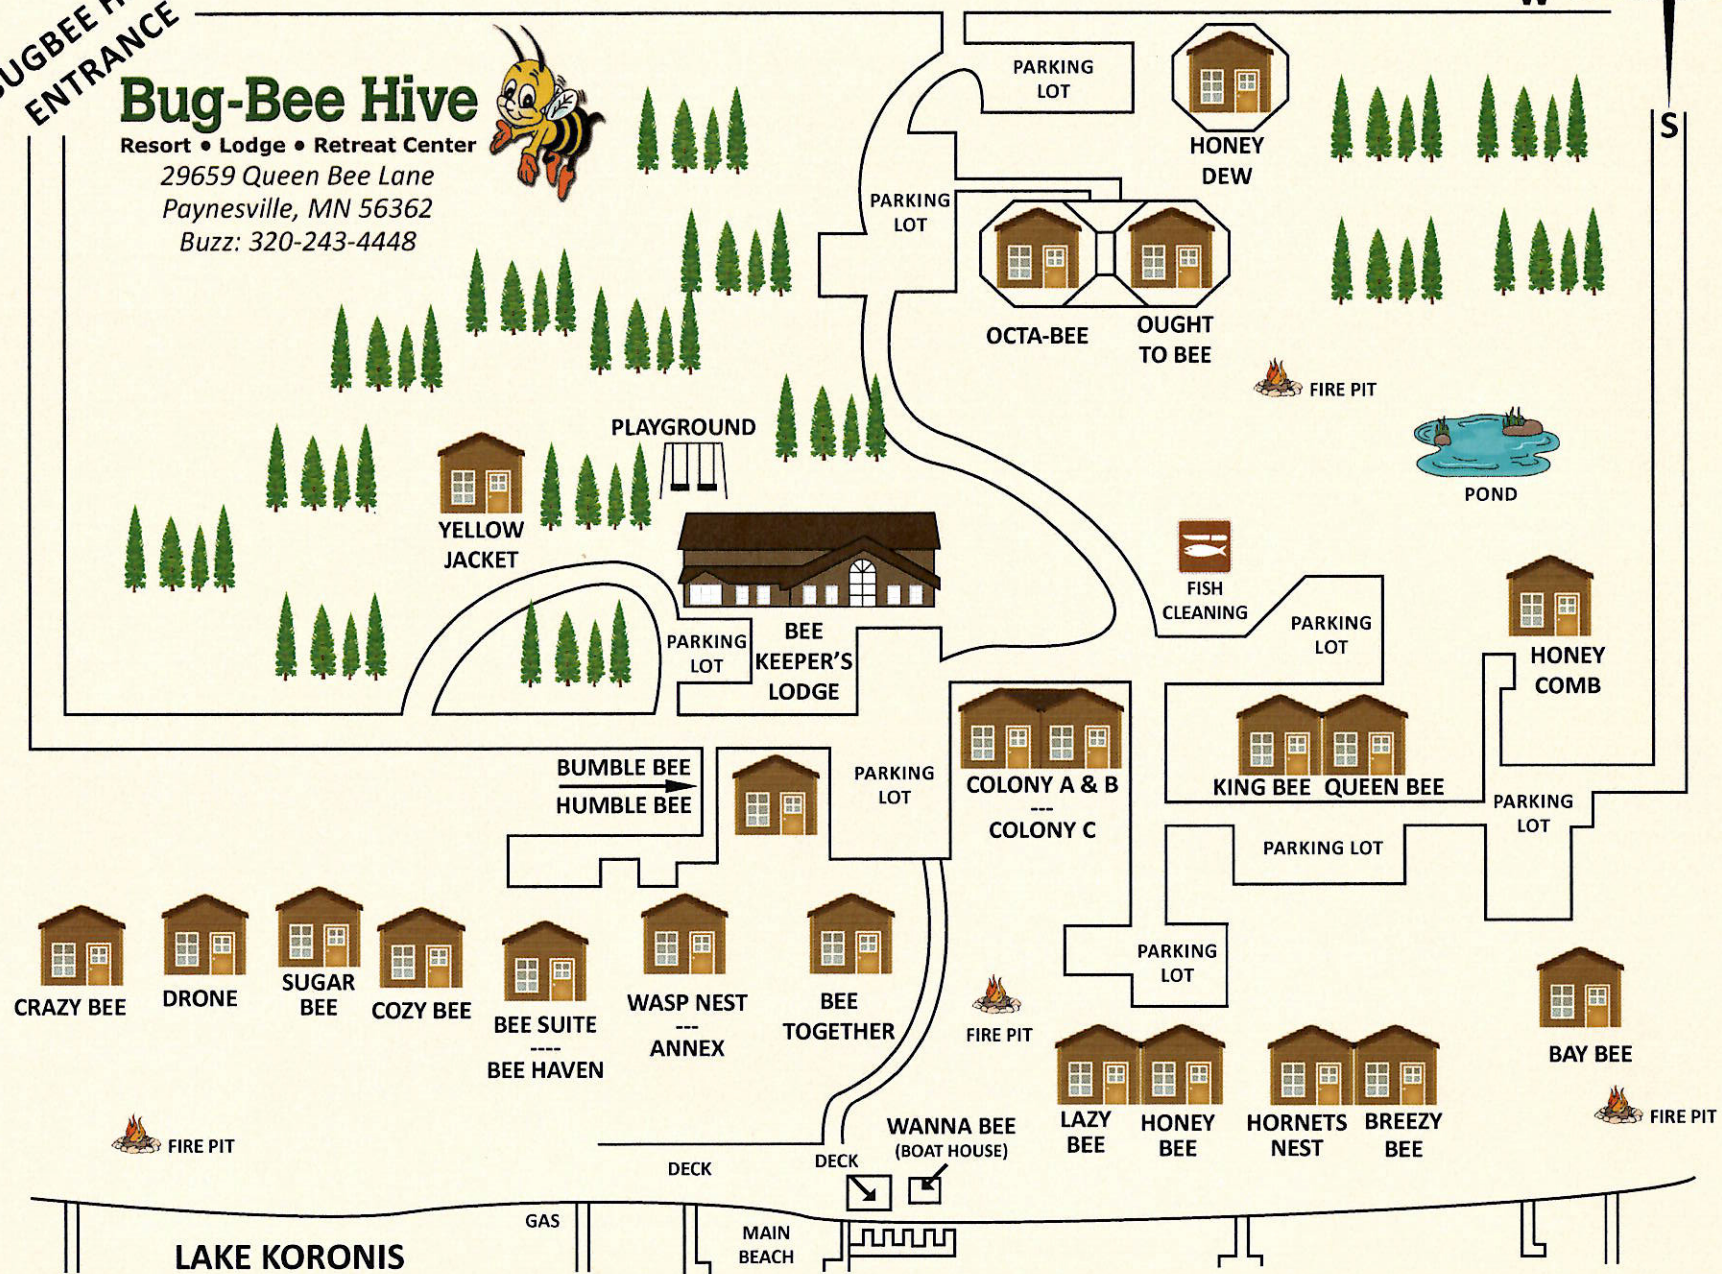 ENTRANCE
W
S
Bug-Bee Hive
Resort • Lodge • Retreat Center
29659 Queen Bee Lane
Paynesville, MN 56362
Buzz: 320-243-4448
PARKING
LOT
HONEY
DEW
PARKING
LOT
OCTA-BEE
OUGHT
TO BEE
FIRE PIT
POND
PLAYGROUND
YELLOW
JACKET
FISH
CLEANING
PARKING
LOT
BEE
KEEPER'S
LODGE
PARKING
LOT
HONEY
COMB
BUMBLE BEE
HUMBLE BEE
PARKING
LOT
COLONY A & B
---
COLONY C
KING BEE QUEEN BEE
PARKING
LOT
PARKING LOT
CRAZY BEE
DRONE
SUGAR
BEE
COZY BEE
BEE SUITE
----
BEE HAVEN
WASP NEST
---
ANNEX
BEE
TOGETHER
FIRE PIT
PARKING
LOT
BAY BEE
LAZY
BEE
HONEY
BEE
HORNETS
NEST
BREEZY
BEE
FIRE PIT
FIRE PIT
WANNA BEE
(BOAT HOUSE)
DECK
DECK
GAS
MAIN
BEACH
LAKE KORONIS